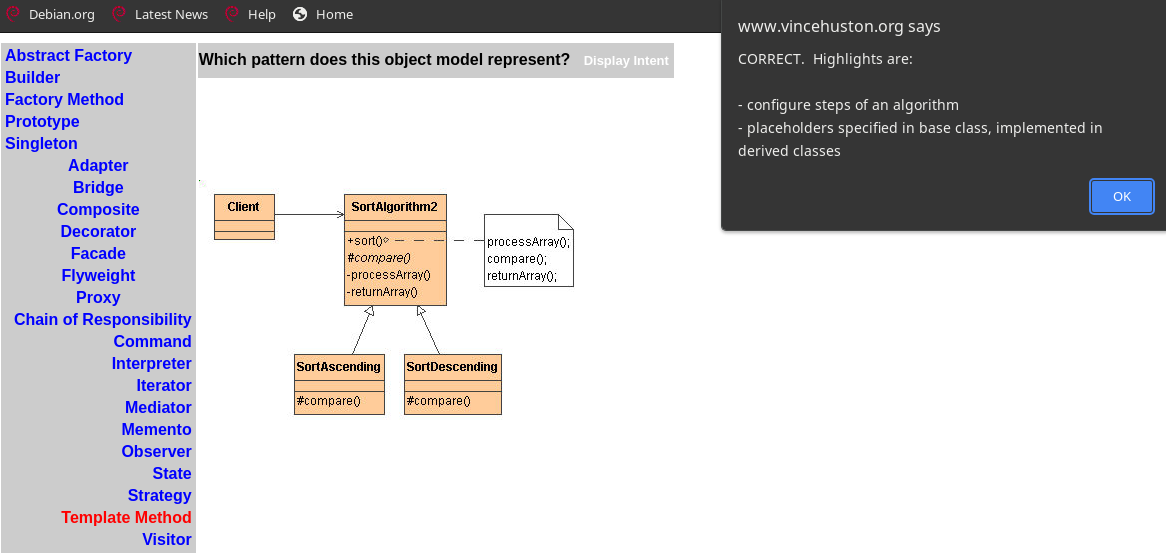 Debian.org
Latest News
Help
Home
www.vincehuston.org says
CORRECT.  Highlights are:
- configure steps of an algorithm
- placeholders specified in base class, implemented in
derived classes
OK
Abstract Factory
Builder
Factory Method
Prototype
Singleton
Adapter
Bridge
Composite
Decorator
Facade
Flyweight
Proxy
Chain of Responsibility
Command
Interpreter
Iterator
Mediator
Memento
Observer
State
Strategy
Template Method
Visitor
Which pattern does this object model represent?
Display Intent
Client
SortAlgorithm2
+sort()
#compare()
-processArray()
-returnArray()
processArray();
compare();
returnArray();
SortAscending
#compare()
SortDescending
#compare()